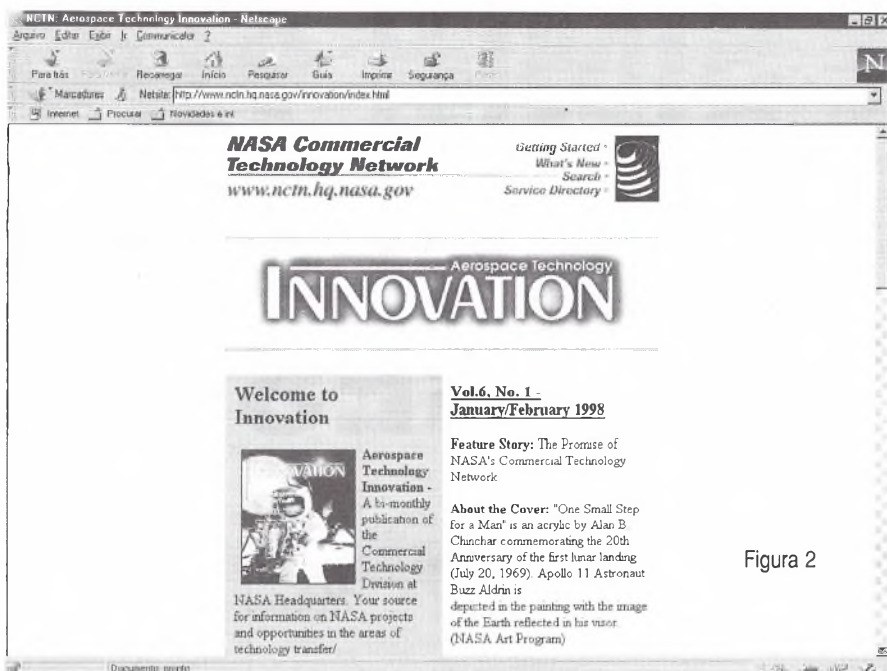 NCTN: Aerospace Technology Innovation - Netscape
Arquivo Editar Exibir Ir Communicator ?
Para trás Recarregar Início Pesquisar Guia Imprimir Segurança
N
Marcadores Netsite: http://www.nctn.hq.nasa.gov/innovation/index.html
Internet Procurar Novidades e int
NASA Commercial
Technology Network
www.nctn.hq.nasa.gov
Getting Started
What's New
Search
Service Directory
Aerospace Technology
INNOVATION
Welcome to
Innovation
INNOVATION
Aerospace
Technology
Innovation -
A bi-monthly
publication of
the
Commercial
Technology
Division at
NASA Headquarters. Your source
for information on NASA projects
and opportunities in the areas of
technology transfer/
Vol.6, No. 1 -
January/February 1998
Feature Story: The Promise of
NASA's Commercial Technology
Network
About the Cover: "One Small Step
for a Man" is an acrylic by Alan B.
Chinchar commemorating the 20th
Anniversary of the first lunar landing
(July 20, 1969). Apollo 11 Astronaut
Buzz Aldrin is
depicted in the painting with the image
of the Earth reflected in his visor.
(NASA Art Program)
Figura 2
Documento pronto